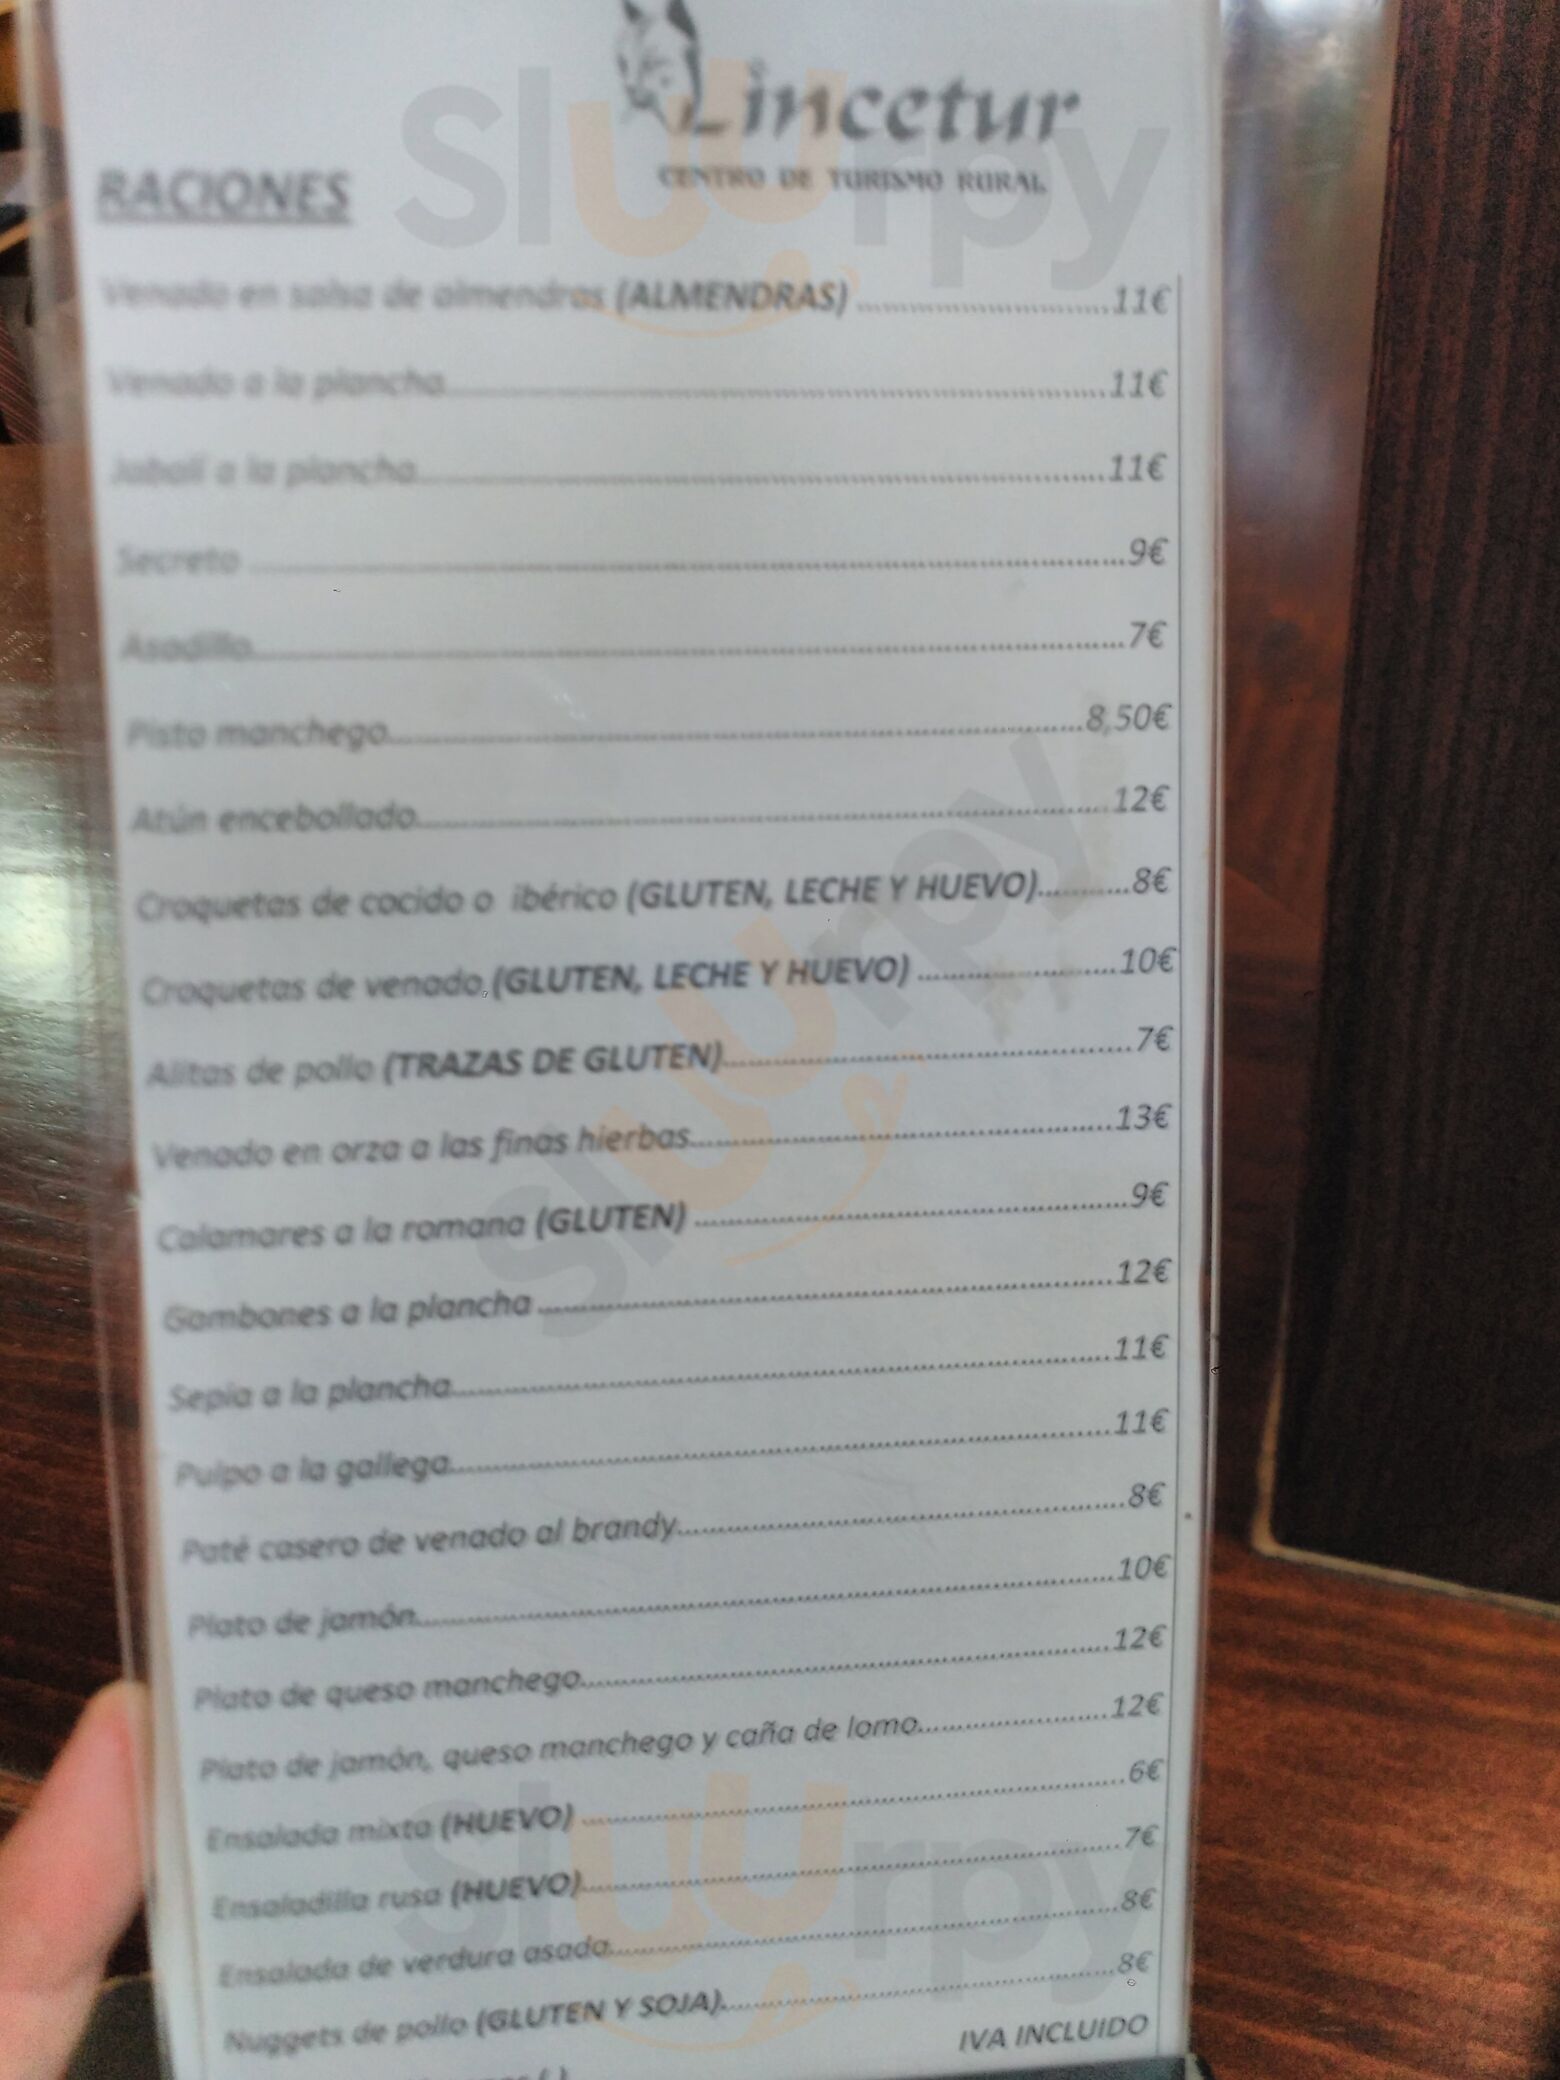 Lincetur
CENTRO DE TURISMO RURAL
RACIONES
Venado en salsa de almendras (ALMENDRAS) ..............................11€
Venado a la plancha..............................11€
Jabalí a la plancha..............................11€
Secreto ..............................9€
Asadillo..............................7€
Pisto manchego..............................8,50€
Atún encebollado..............................12€
Croquetas de cocido o ibérico (GLUTEN, LECHE Y HUEVO)...........8€
Croquetas de venado (GLUTEN, LECHE Y HUEVO) ........................10€
Alitas de pollo (TRAZAS DE GLUTEN)..............................7€
Venado en orza a las finas hierbas..............................13€
Calamares a la romana (GLUTEN) ..............................9€
Gambones a la plancha ..............................12€
Sepia a la plancha..............................11€
Pulpo a la gallega..............................11€
Paté casero de venado al brandy..............................8€
Plato de jamón..............................10€
Plato de queso manchego..............................12€
Plato de jamón, queso manchego y caña de lomo........................12€
Ensalada mixta (HUEVO) ..............................6€
Ensaladilla rusa (HUEVO)..............................7€
Ensalada de verdura asada..............................8€
Nuggets de pollo (GLUTEN Y SOJA)..............................8€
IVA INCLUIDO
sluurpy
sluurpy
sluurpy